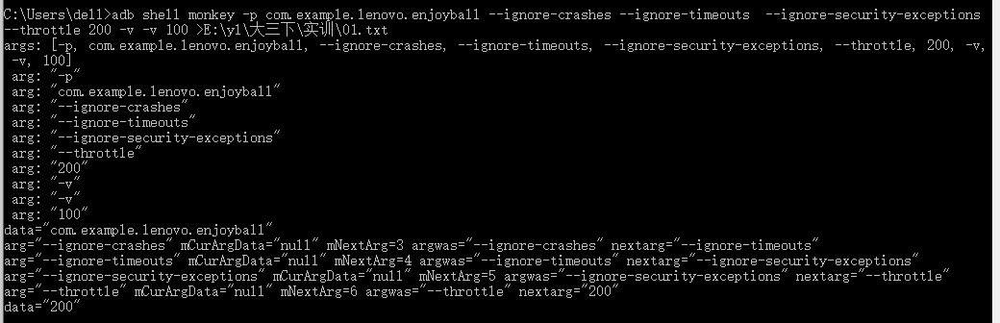 C:\Users\dell>adb shell monkey -p com.example.lenovo.enjoyball --ignore-crashes --ignore-timeouts  --ignore-security-exceptions
--throttle 200 -v -v 100 >E:\yl\大三下\实训\01.txt
args: [-p, com.example.lenovo.enjoyball, --ignore-crashes, --ignore-timeouts, --ignore-security-exceptions, --throttle, 200, -v,
 -v, 100]
 arg: "-p"
 arg: "com.example.lenovo.enjoyball"
 arg: "--ignore-crashes"
 arg: "--ignore-timeouts"
 arg: "--ignore-security-exceptions"
 arg: "--throttle"
 arg: "200"
 arg: "-v"
 arg: "-v"
 arg: "100"
data="com.example.lenovo.enjoyball"
arg="--ignore-crashes" mCurArgData="null" mNextArg=3 argwas="--ignore-crashes" nextarg="--ignore-timeouts"
arg="--ignore-timeouts" mCurArgData="null" mNextArg=4 argwas="--ignore-timeouts" nextarg="--ignore-security-exceptions"
arg="--ignore-security-exceptions" mCurArgData="null" mNextArg=5 argwas="--ignore-security-exceptions" nextarg="--throttle"
arg="--throttle" mCurArgData="null" mNextArg=6 argwas="--throttle" nextarg="200"
data="200"